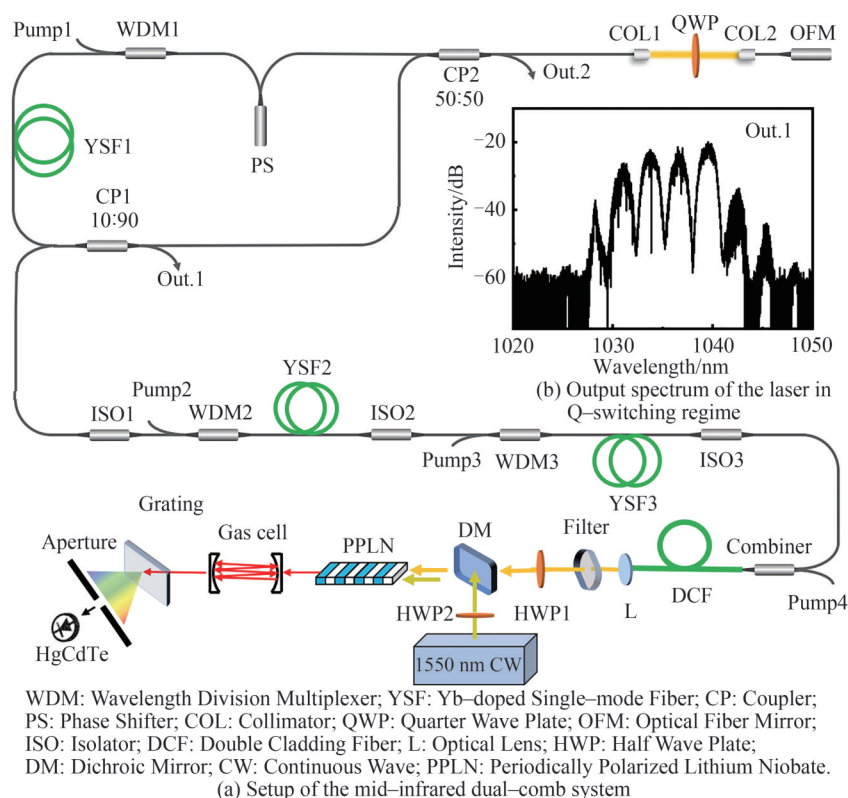 Pump1
WDM1
QWP
COL1
COL2
OFM
CP2
50:50
Out.2
YSF1
PS
CP1
10:90
Out.1
Out.1
−20
−40
−60
Intensity/dB
1020
1030
1040
1050
Wavelength/nm
(b) Output spectrum of the laser in
Q–switching regime
YSF2
Pump2
ISO1
WDM2
ISO2
Pump3
WDM3
ISO3
YSF3
Grating
Gas cell
DM
Filter
Aperture
PPLN
Combiner
DCF
HWP2
HWP1
L
Pump4
HgCdTe
1550 nm CW
WDM: Wavelength Division Multiplexer; YSF: Yb–doped Single–mode Fiber; CP: Coupler;
PS: Phase Shifter; COL: Collimator; QWP: Quarter Wave Plate; OFM: Optical Fiber Mirror;
ISO: Isolator; DCF: Double Cladding Fiber; L: Optical Lens; HWP: Half Wave Plate;
DM: Dichroic Mirror; CW: Continuous Wave; PPLN: Periodically Polarized Lithium Niobate.
(a) Setup of the mid–infrared dual–comb system